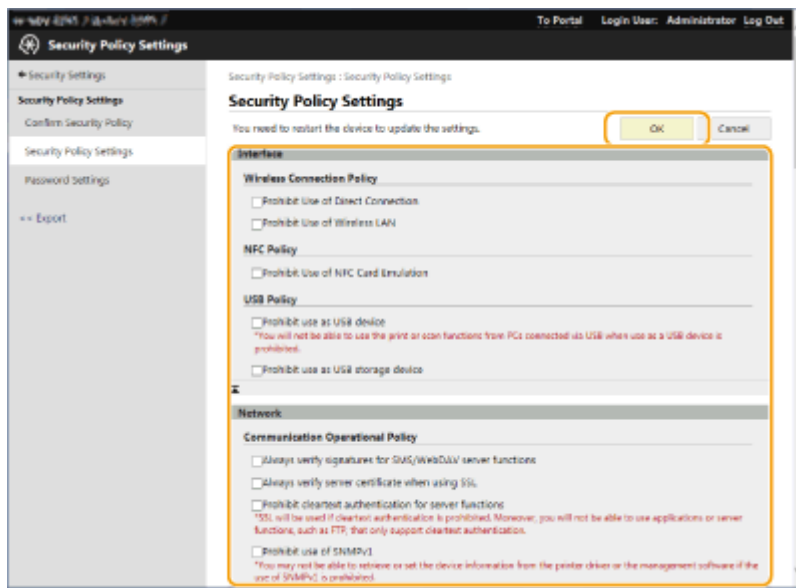 To Portal Login User: Administrator Log Out
Security Policy Settings
Security Settings
Security Policy Settings : Security Policy Settings
Security Policy Settings
Confirm Security Policy
Security Policy Settings
Password Settings
Export
Security Policy Settings
You need to restart the device to update the settings.
OK
Cancel
Interface
Wireless Connection Policy
Prohibit Use of Direct Connection
Prohibit Use of Wireless LAN
NFC Policy
Prohibit Use of NFC Card Emulation
USB Policy
Prohibit use as USB device
*You will not be able to use the print or scan functions from PCs connected via USB when use as a USB device is
prohibited.
Prohibit use as USB storage device
Network
Communication Operational Policy
Always verify signatures for SMS/WebDAV server functions
Always verify server certificate when using SSL
Prohibit cleartext authentication for server functions
*SSL will be used if cleartext authentication is prohibited. Moreover, you will not be able to use applications or server
functions, such as FTP, that only support cleartext authentication.
Prohibit use of SNMPv1
*You may not be able to retrieve or set the device information from the printer driver or the management software if the
use of SNMPv1 is prohibited.